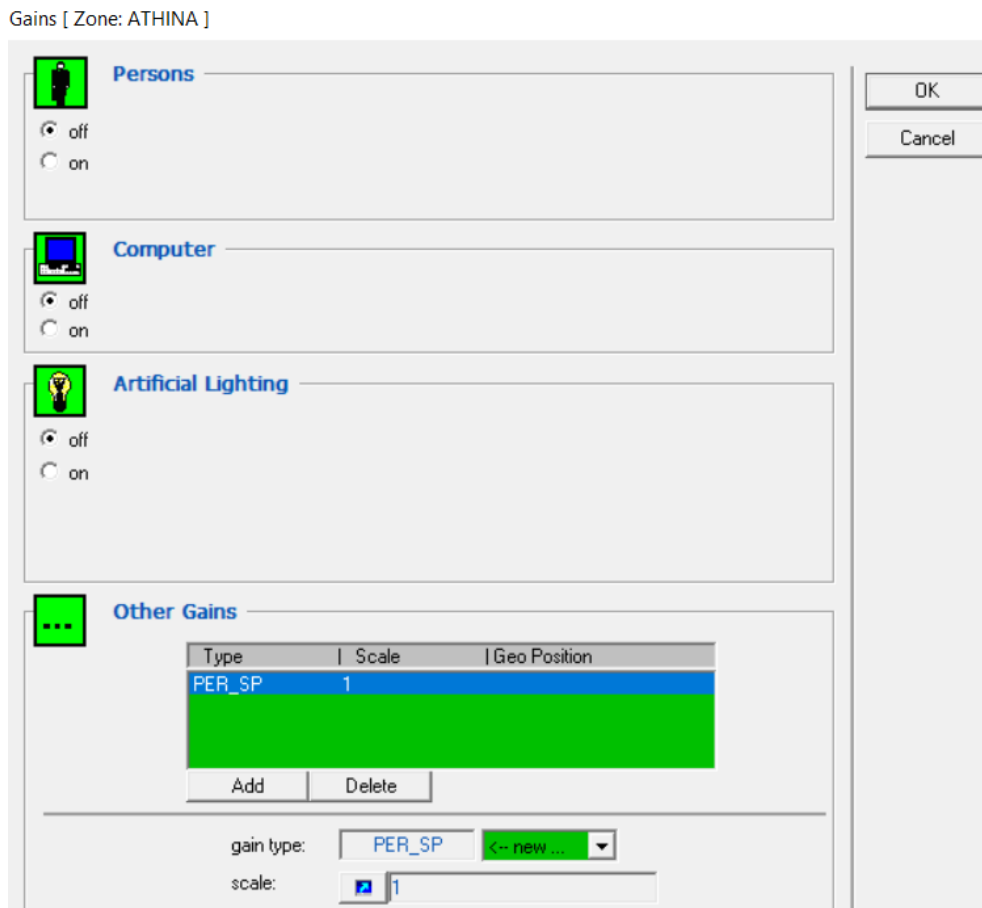 Gains [ Zone: ATHINA ]
Persons
off
on
OK
Cancel
Computer
off
on
Artificial Lighting
off
on
...
Other Gains
Type | Scale | Geo Position
PER_SP 1
Add Delete
gain type: PER_SP <-- new ...
scale: 1